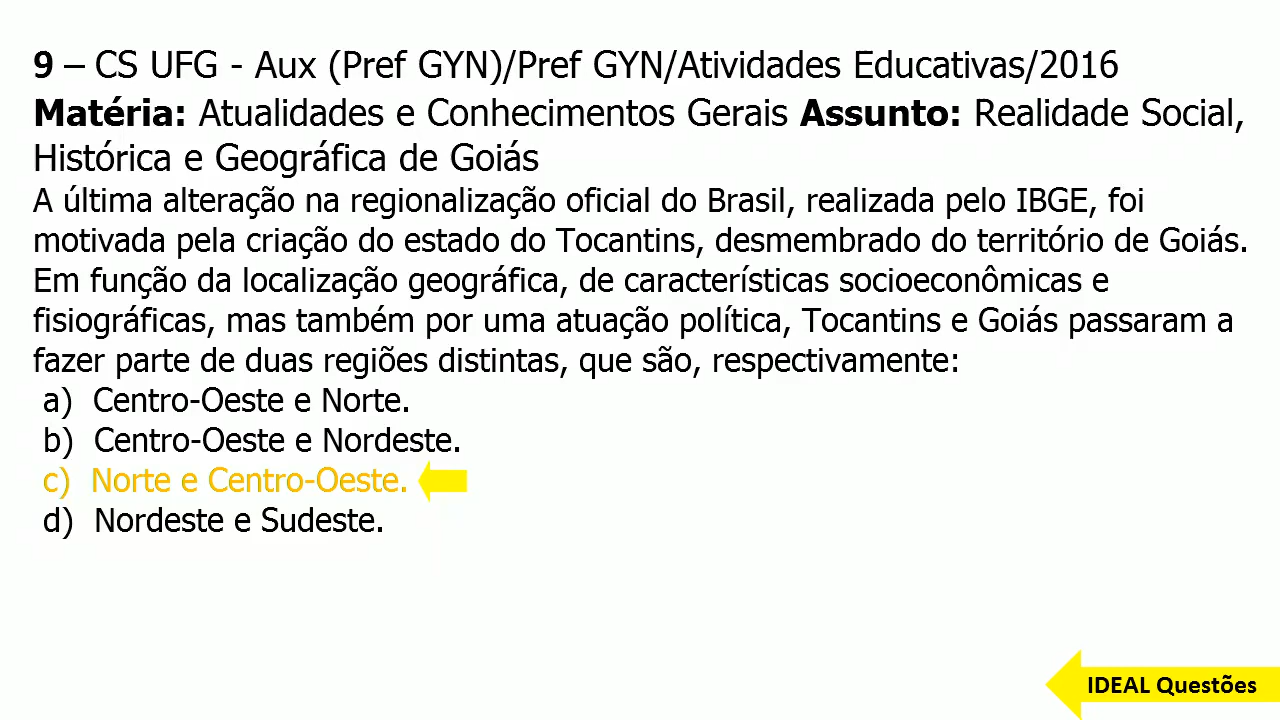 9 – CS UFG - Aux (Pref GYN)/Pref GYN/Atividades Educativas/2016
Matéria: Atualidades e Conhecimentos Gerais Assunto: Realidade Social,
Histórica e Geográfica de Goiás
A última alteração na regionalização oficial do Brasil, realizada pelo IBGE, foi
motivada pela criação do estado do Tocantins, desmembrado do território de Goiás.
Em função da localização geográfica, de características socioeconômicas e
fisiográficas, mas também por uma atuação política, Tocantins e Goiás passaram a
fazer parte de duas regiões distintas, que são, respectivamente:
a) Centro-Oeste e Norte.
b) Centro-Oeste e Nordeste.
c) Norte e Centro-Oeste.
d) Nordeste e Sudeste.
IDEAL Questões